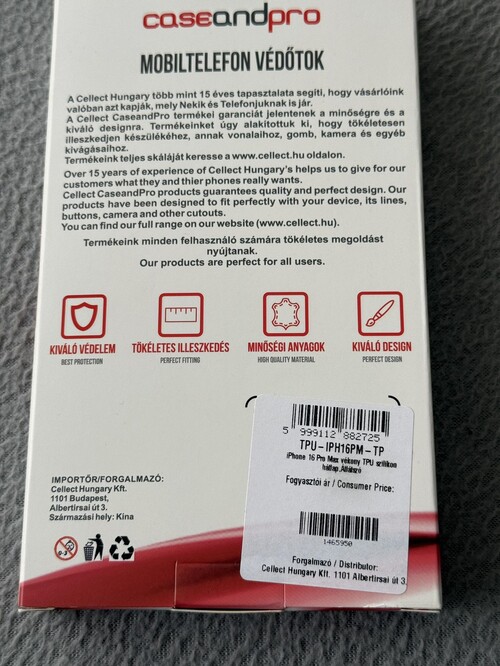 caseandpro
MOBILTELEFON VÉDŐTOK
A Cellect Hungary több mint 15 éves tapasztalata segíti, hogy vásárlóink
valóban azt kapják, mely Nekik és Telefonjuknak is jár.
A Cellect CaseandPro termékei garanciát jelentenek a minőségre és a
kiváló designra. Termékeinket úgy alakítottuk ki, hogy tökéletesen
illeszkedjen készülékéhez, annak vonalaihoz, gomb, kamera és egyéb
kivágásaihoz.
Termékeink teljes skáláját keresse a www.cellect.hu oldalon.
Over 15 years of experience of Cellect Hungary's helps us to give for our
customers what they and thier phones really wants.
Cellect CaseandPro products guarantees quality and perfect design. Our
products have been designed to fit perfectly with your device, its lines,
buttons, camera and other cutouts.
You can find our full range on our website (www.cellect.hu).
Termékeink minden felhasználó számára tökéletes megoldást
nyújtanak.
Our products are perfect for all users.
KIVÁLÓ VÉDELEM
BEST PROTECTION
TÖKÉLETES ILLESZKEDÉS
PERFECT FITTING
MINŐSÉGI ANYAGOK
HIGH QUALITY MATERIAL
KIVÁLÓ DESIGN
PERFECT DESIGN
5 999112 882725
TPU-IPH16PM-TP
iPhone 16 Pro Max vékony TPU szilikon
hátlap,Átlátszó
Fogyasztói ár / Consumer Price:
1465950
Forgalmazó / Distributor:
Cellect Hungary Kft. 1101 Albertirsai út 3.
IMPORTŐR/FORGALMAZÓ:
Cellect Hungary Kft.
1101 Budapest,
Albertirsai út 3.
Származási hely: Kína
0-3